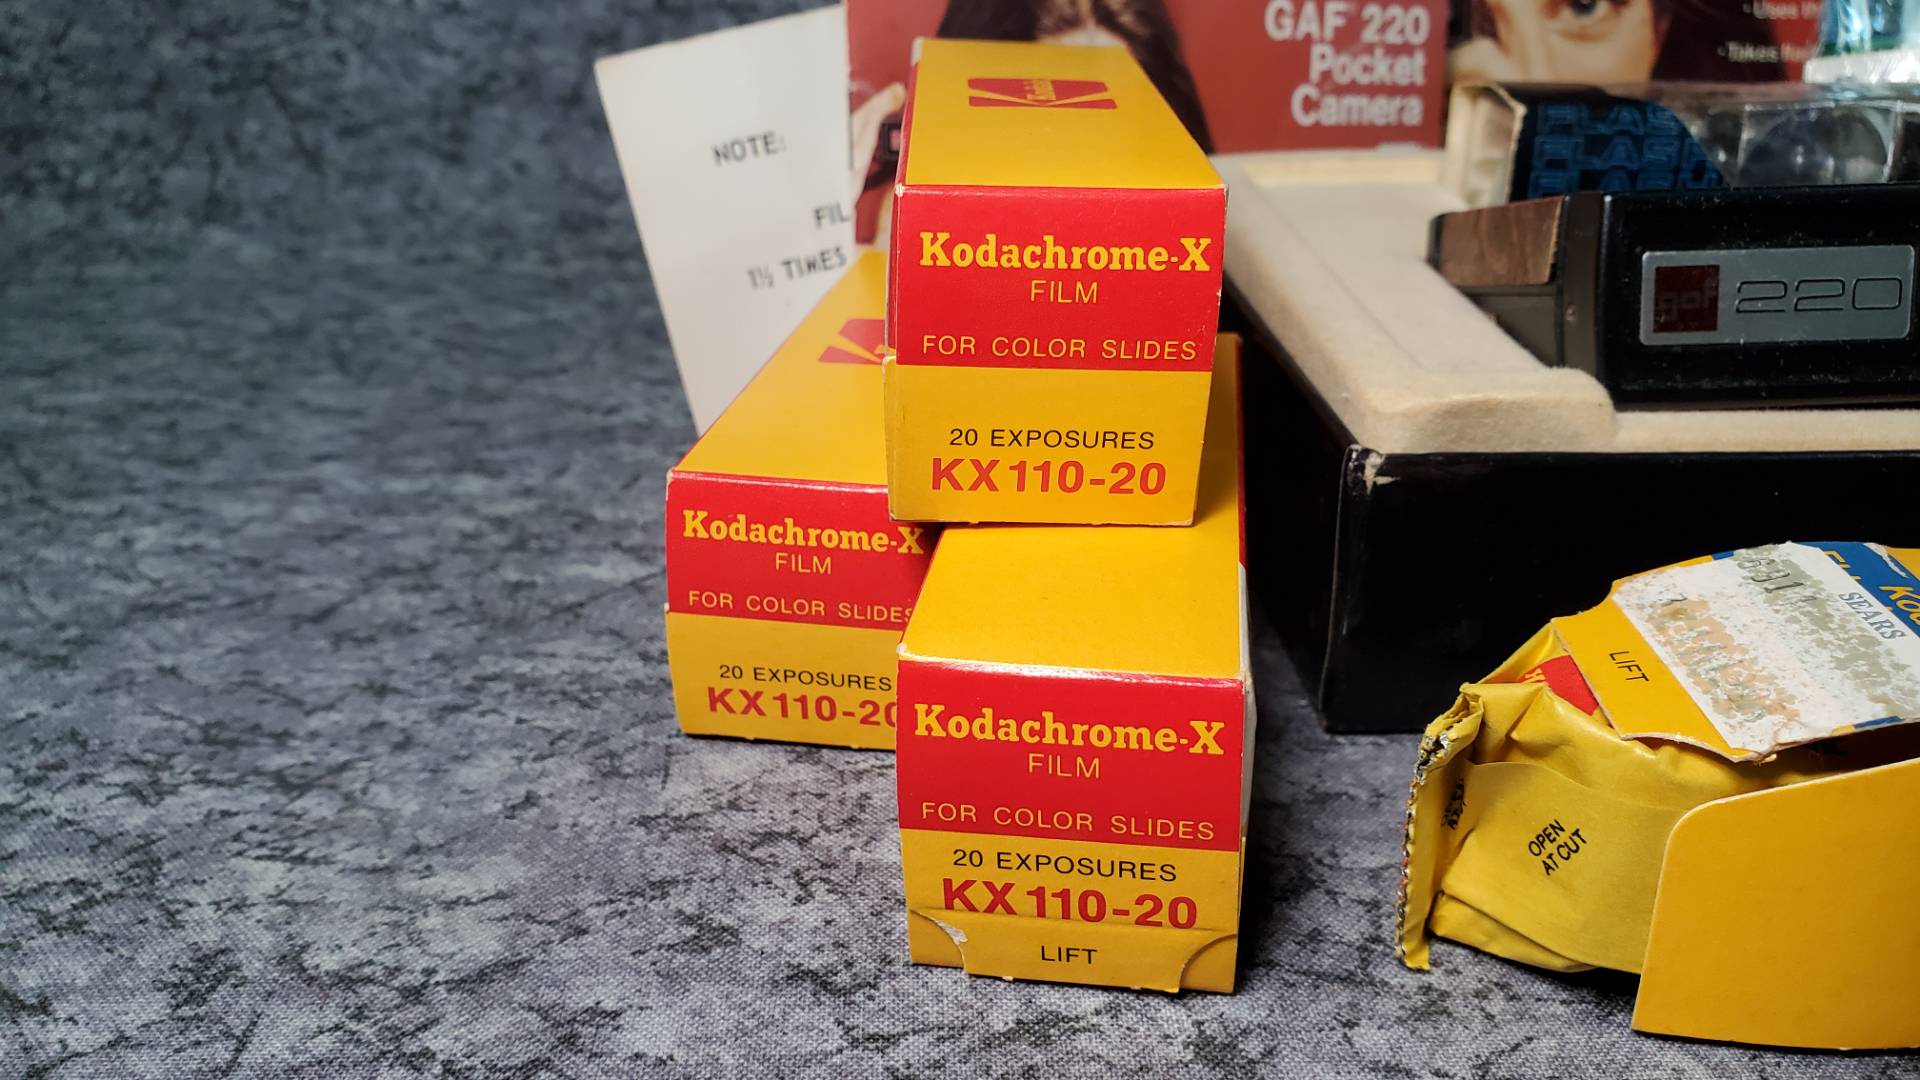 NOTE:
FIL
1½ TIMES
GAF 220
Pocket
Camera
Kodak
Kodachrome-X
FILM
FOR COLOR SLIDES
20 EXPOSURES
KX110-20
Kodachrome-X
FILM
FOR COLOR SLIDES
20 EXPOSURES
KX110-20
Kodachrome-X
FILM
FOR COLOR SLIDES
20 EXPOSURES
KX110-20
LIFT
FLASH
FLASH
gaf 220
SEARS
LIFT
OPEN
AT CUT